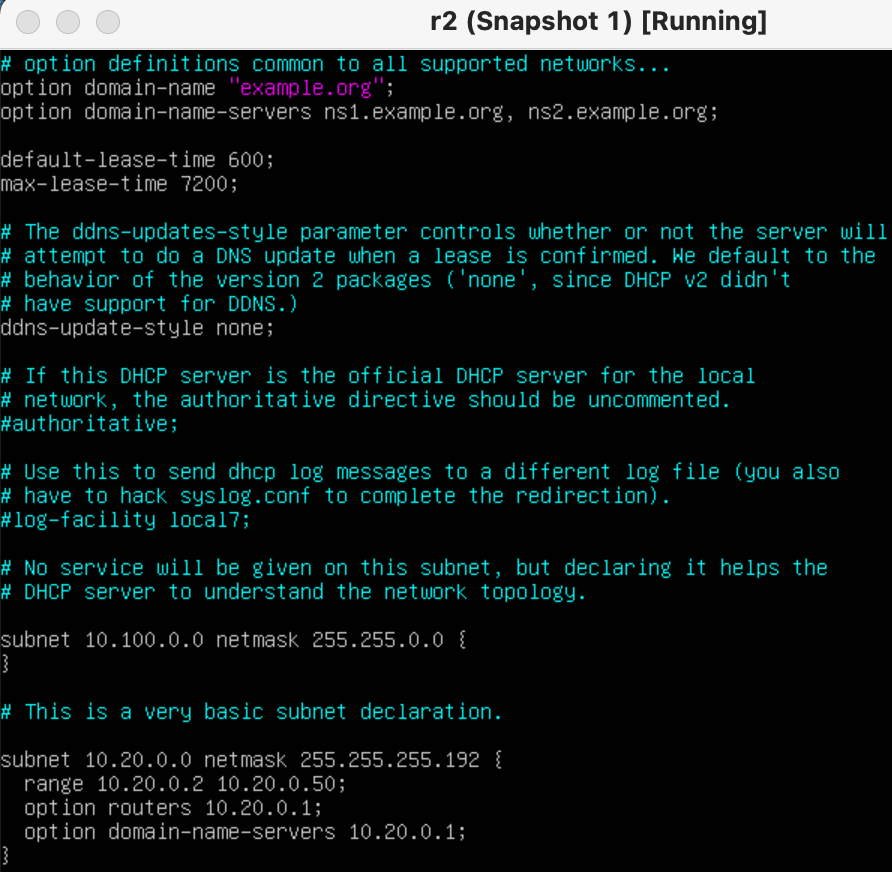 r2 (Snapshot 1) [Running]
# option definitions common to all supported networks...
option domain-name "example.org";
option domain-name-servers ns1.example.org, ns2.example.org;
default-lease-time 600;
max-lease-time 7200;
# The ddns-updates-style parameter controls whether or not the server will
# attempt to do a DNS update when a lease is confirmed. We default to the
# behavior of the version 2 packages ('none', since DHCP v2 didn't
# have support for DDNS.)
ddns-update-style none;
# If this DHCP server is the official DHCP server for the local
# network, the authoritative directive should be uncommented.
#authoritative;
# Use this to send dhcp log messages to a different log file (you also
# have to hack syslog.conf to complete the redirection).
#log-facility local7;
# No service will be given on this subnet, but declaring it helps the
# DHCP server to understand the network topology.
subnet 10.100.0.0 netmask 255.255.0.0 {
}
# This is a very basic subnet declaration.
subnet 10.20.0.0 netmask 255.255.255.192 {
  range 10.20.0.2 10.20.0.50;
  option routers 10.20.0.1;
  option domain-name-servers 10.20.0.1;
}